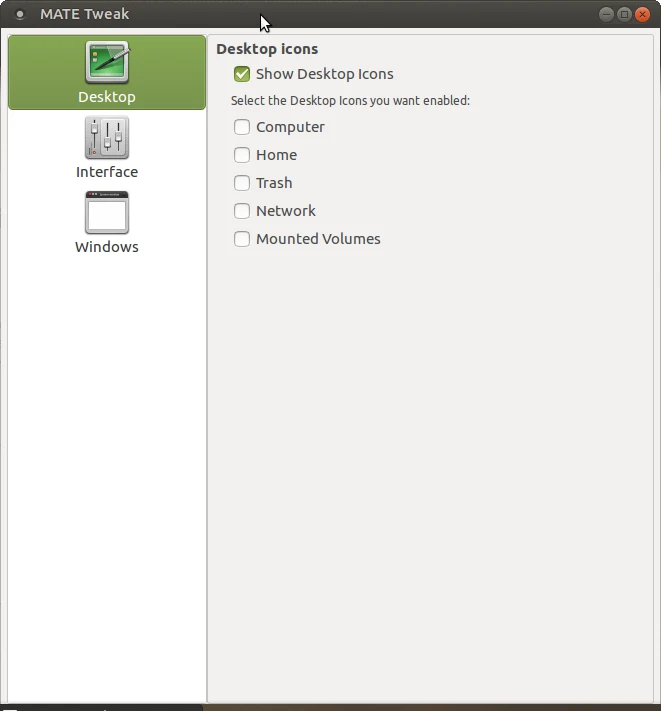 MATE Tweak
Desktop
Interface
Windows
Desktop icons
Show Desktop Icons
Select the Desktop Icons you want enabled:
Computer
Home
Trash
Network
Mounted Volumes